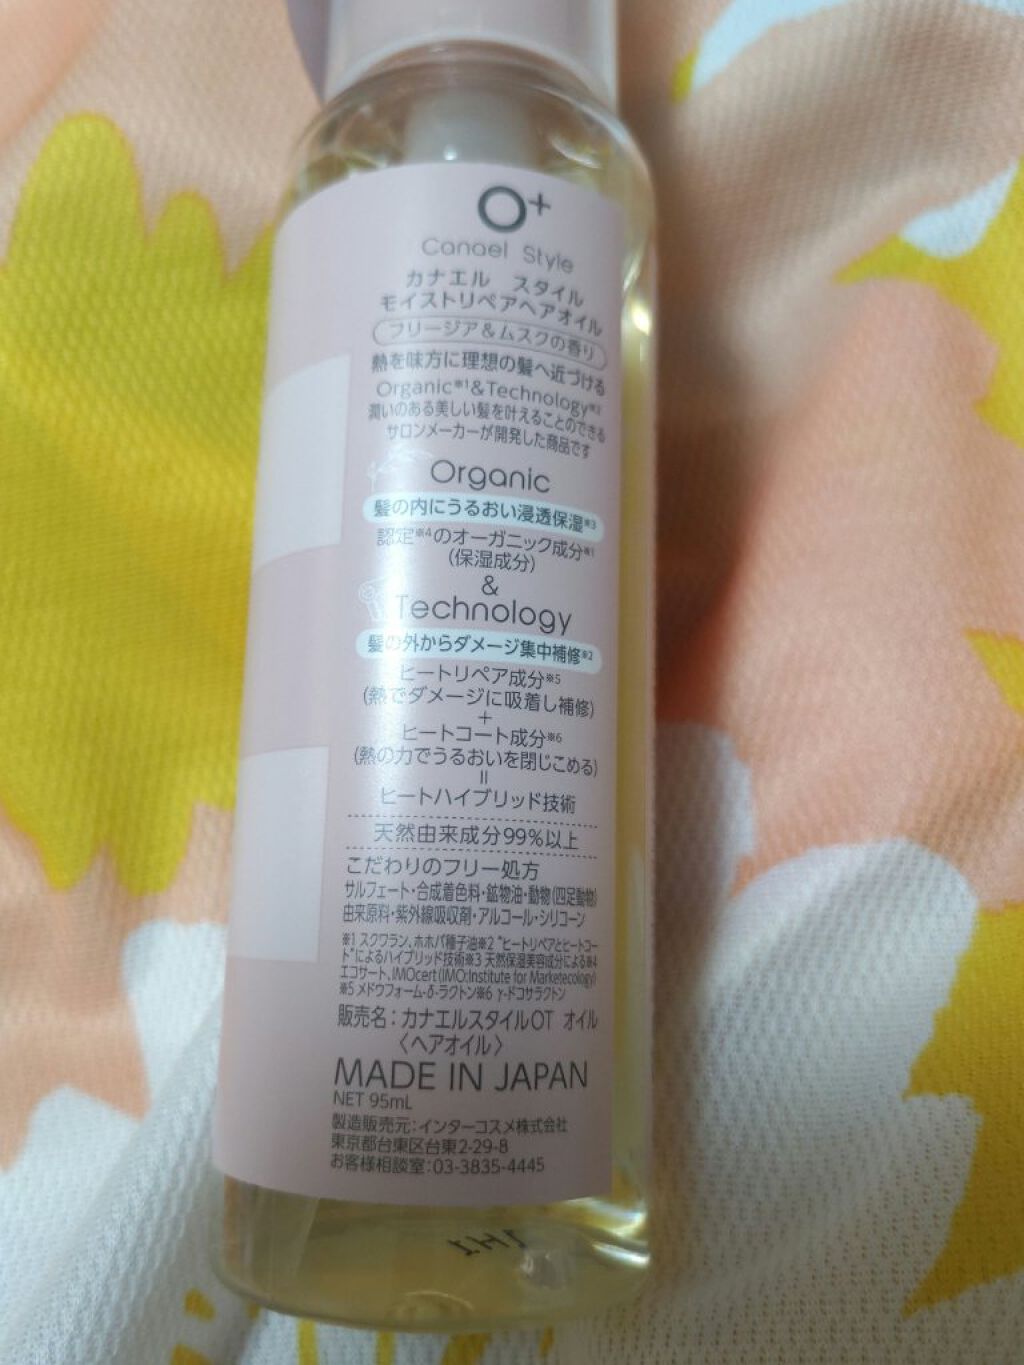 O+
Canael Style
カナエル スタイル
モイストリペアヘアオイル
フリージア&ムスクの香り
熱を味方に理想の髪へ近づける
Organic※1&Technology※2
潤いのある美しい髪を叶えることのできる
サロンメーカーが開発した商品です
Organic
髪の内にうるおい浸透保湿※3
認定※4のオーガニック成分※1
(保湿成分)
&
Technology
髪の外からダメージ集中補修※2
ヒートリペア成分※5
(熱でダメージに吸着し補修)
+
ヒートコート成分※6
(熱の力でうるおいを閉じこめる)
=
ヒートハイブリッド技術
天然由来成分99%以上
こだわりのフリー処方
サルフェート・合成着色料・鉱物油・動物(四足動物)
由来原料・紫外線吸収剤・アルコール・シリコーン
※1 スクワラン、ホホバ種子油※2 "ヒートリペアとヒートコー
ト"によるハイブリッド技術※3 天然保湿美容成分による※4
エコサート、IMOcert(IMO:Institute for Marketecology)
※5 メドウフォーム-δ-ラクトン※6 γ-ドコサラクトン
販売名:カナエルスタイルOT オイル
〈ヘアオイル〉
MADE IN JAPAN
NET 95mL
製造販売元:インターコスメ株式会社
東京都台東区台東2-29-8
お客様相談室:03-3835-4445